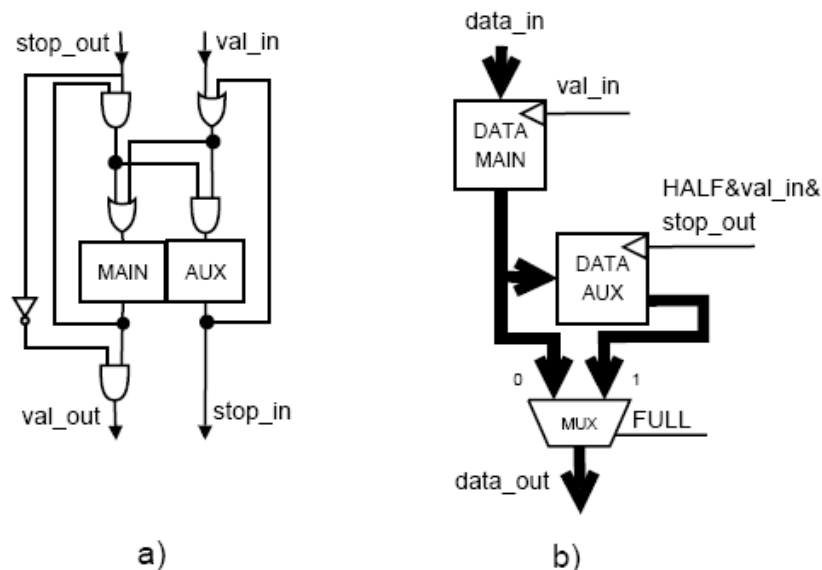 stop_out
val_in
MAIN
AUX
val_out
stop_in
a)
data_in
val_in
DATA
MAIN
HALF&val_in&
stop_out
DATA
AUX
0
1
MUX
FULL
data_out
b)